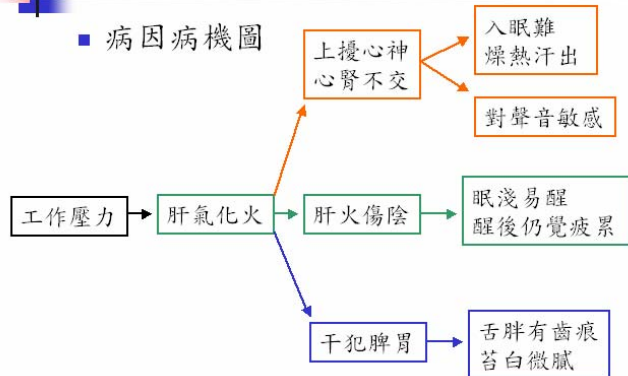 病因病機圖
上擾心神
心腎不交
入眠難
燥熱汗出
對聲音敏感
工作壓力
肝氣化火
肝火傷陰
眠淺易醒
醒後仍覺疲累
干犯脾胃
舌胖有齒痕
苔白微膩